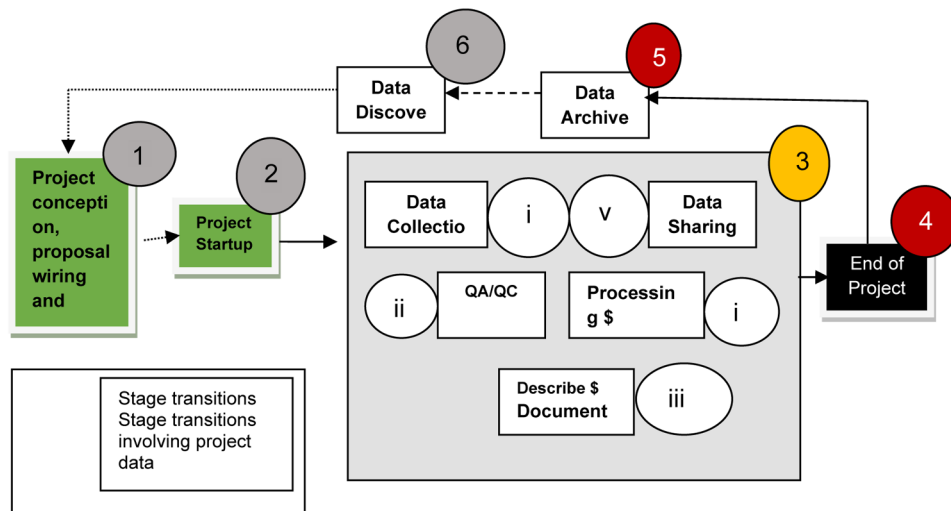 6
5
Data
Discove
Data
Archive
1
2
3
Project
concepti
on,
proposal
wiring
and
Project
Startup
Data
Collectio
i
v
Data
Sharing
4
End of
Project
ii
QA/QC
Processin
g $
i
Describe $
Document
iii
Stage transitions
Stage transitions
involving project
data